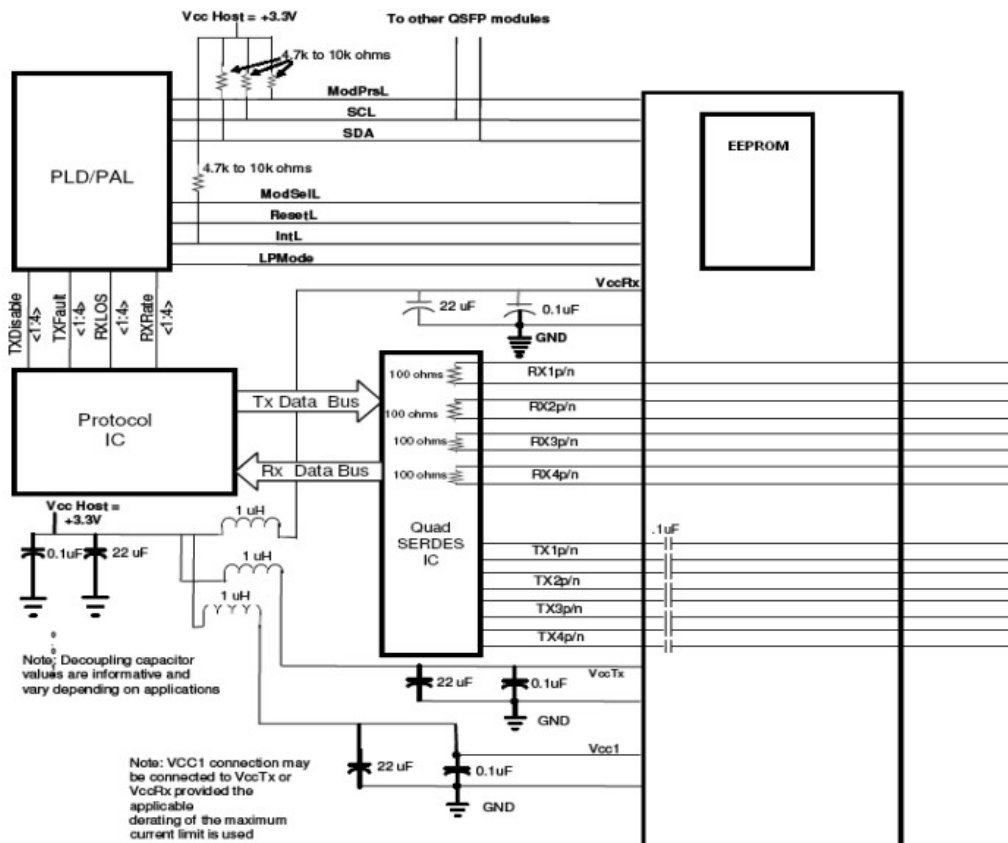 Vcc Host = +3.3V
To other QSFP modules
4.7k to 10k ohms
ModPrsL
SCL
SDA
EEPROM
PLD/PAL
4.7k to 10k ohms
ModSelL
ResetL
IntL
LPMode
VccRx
TXDisable
<1:4>
TXFault
<1:4>
RXLOS
<1:4>
RXRate
<1:4>
22 uF
0.1uF
GND
100 ohms
RX1p/n
Tx Data Bus
100 ohms
RX2p/n
Protocol
IC
100 ohms
RX3p/n
Rx Data Bus
100 ohms
RX4p/n
Vcc Host =
+3.3V
1 uH
0.1uF
22 uF
Quad
SERDES
IC
.1uF
TX1p/n
1 uH
TX2p/n
1 uH
TX3p/n
TX4p/n
Note: Decoupling capacitor
values are informative and
vary depending on applications
VccTx
22 uF
0.1uF
GND
Vcc1
Note: VCC1 connection may
be connected to VccTx or
VccRx provided the
applicable
derating of the maximum
current limit is used
22 uF
0.1uF
GND